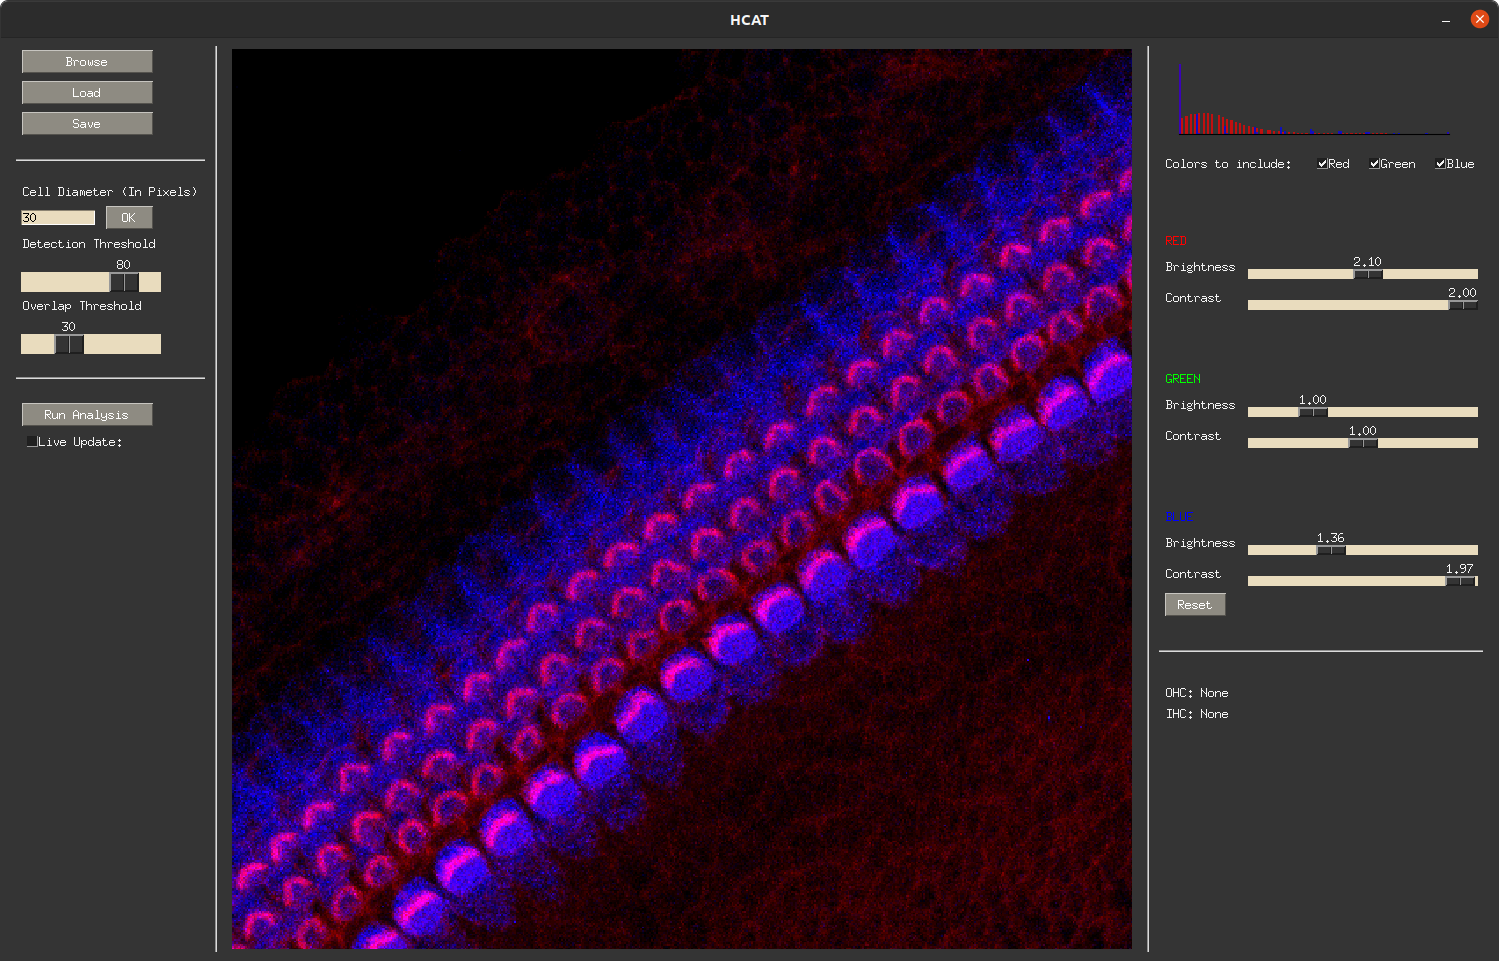 HCAT
Browse
Load
Save
Cell Diameter (In Pixels)
30 OK
Detection Threshold
80
Overlap Threshold
30
Run Analysis
Live Update:
Colors to include: Red Green Blue
RED
Brightness 2.10
Contrast 2.00
GREEN
Brightness 1.00
Contrast 1.00
BLUE
Brightness 1.36
Contrast 1.97
Reset
OHC: None
IHC: None